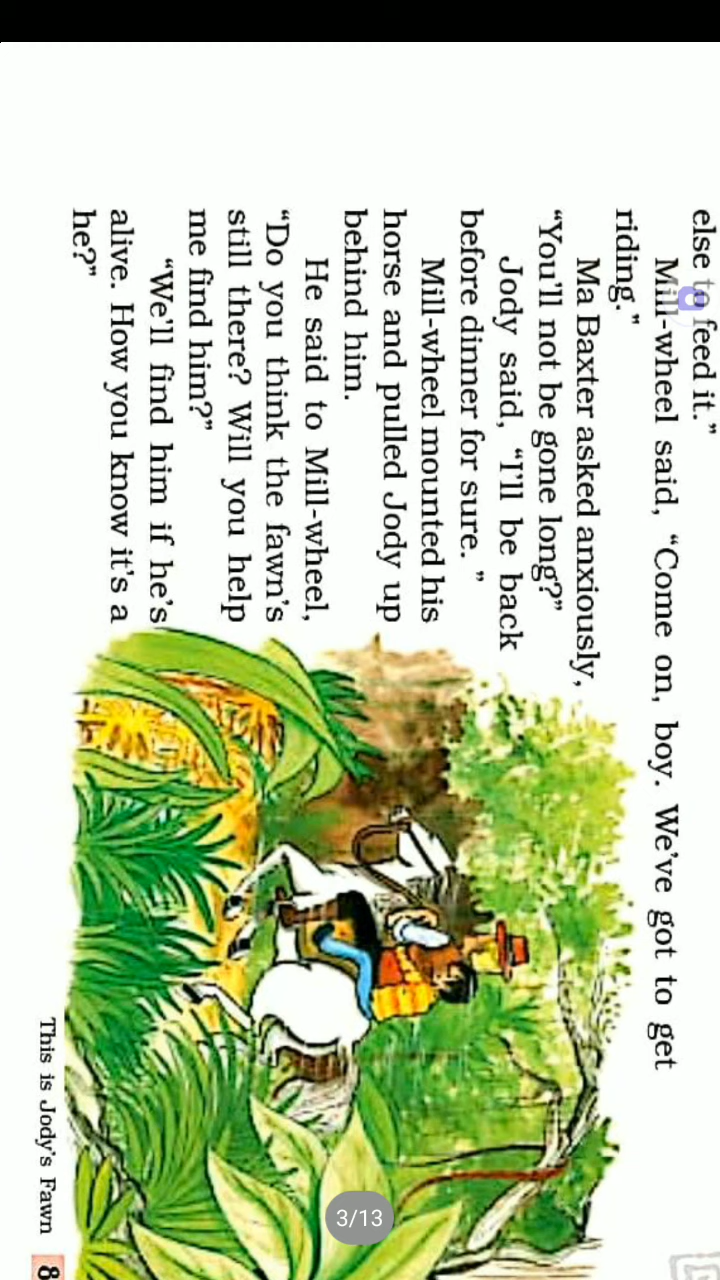 else to feed it.”
Mill-wheel said, “Come on, boy. We’ve got to get
riding.”
Ma Baxter asked anxiously,
“You’ll not be gone long?”
Jody said, “I’ll be back
before dinner for sure. ”
Mill-wheel mounted his
horse and pulled Jody up
behind him.
He said to Mill-wheel,
“Do you think the fawn’s
still there? Will you help
me find him?”
“We’ll find him if he’s
alive. How you know it’s a
he?”
This is Jody’s Fawn
8
3/13